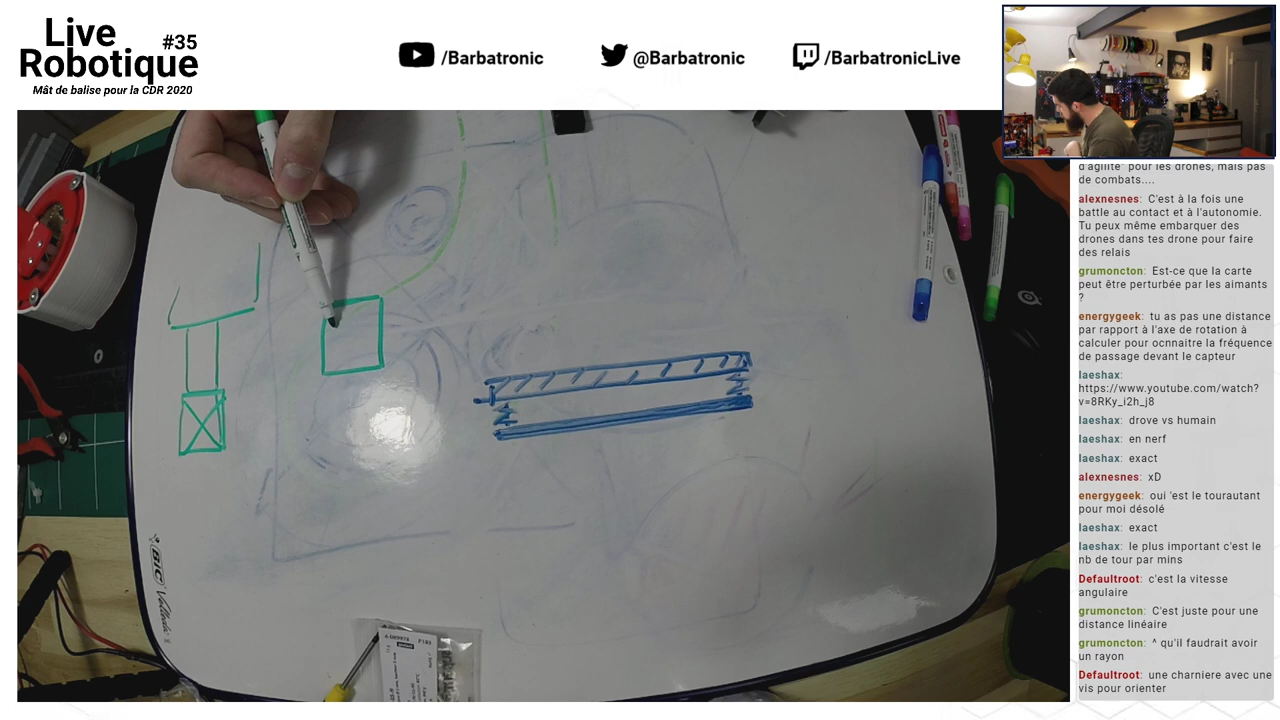 Live
Robotique #35
Mât de balise pour la CDR 2020
/Barbatronic
@Barbatronic
/BarbatronicLive
d'agilité" pour les drones, mais pas
de combats....
alexnesnes: C'est à la fois une
battle au contact et à l'autonomie.
Tu peux même embarquer des
drones dans tes drone pour faire
des relais
grumoncton: Est-ce que la carte
peut être perturbée par les aimants
?
energygeek: tu as pas une distance
par rapport à l'axe de rotation à
calculer pour ocnnaitre la fréquence
de passage devant le capteur
laeshax:
https://www.youtube.com/watch?
v=8RKy_i2h_j8
laeshax: drove vs humain
laeshax: en nerf
laeshax: exact
alexnesnes: xD
energygeek: oui 'est le tourautant
pour moi désolé
laeshax: exact
laeshax: le plus important c'est le
nb de tour par mins
Defaultroot: c'est la vitesse
angulaire
grumoncton: C'est juste pour une
distance linéaire
grumoncton: ^ qu'il faudrait avoir
un rayon
Defaultroot: une charniere avec une
vis pour orienter
BIC Velleda